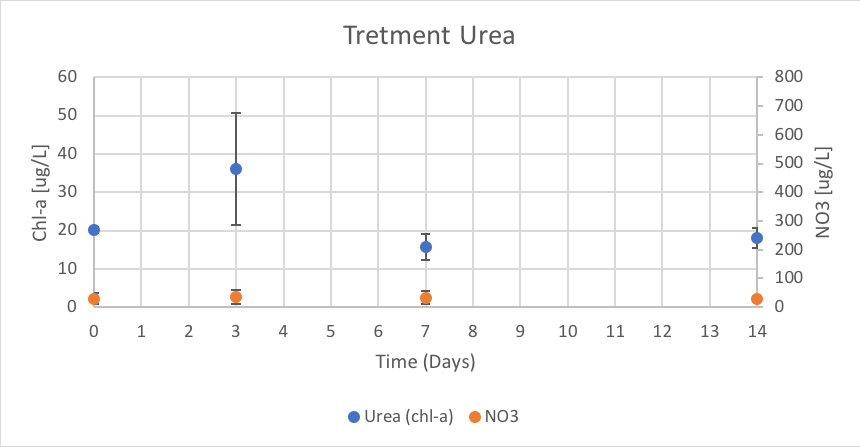 Tretment Urea
60
50
40
30
20
10
0
Chl-a [ug/L]
800
700
600
500
400
300
200
100
0
NO3 [ug/L]
0 1 2 3 4 5 6 7 8 9 10 11 12 13 14
Time (Days)
Urea (chl-a) NO3